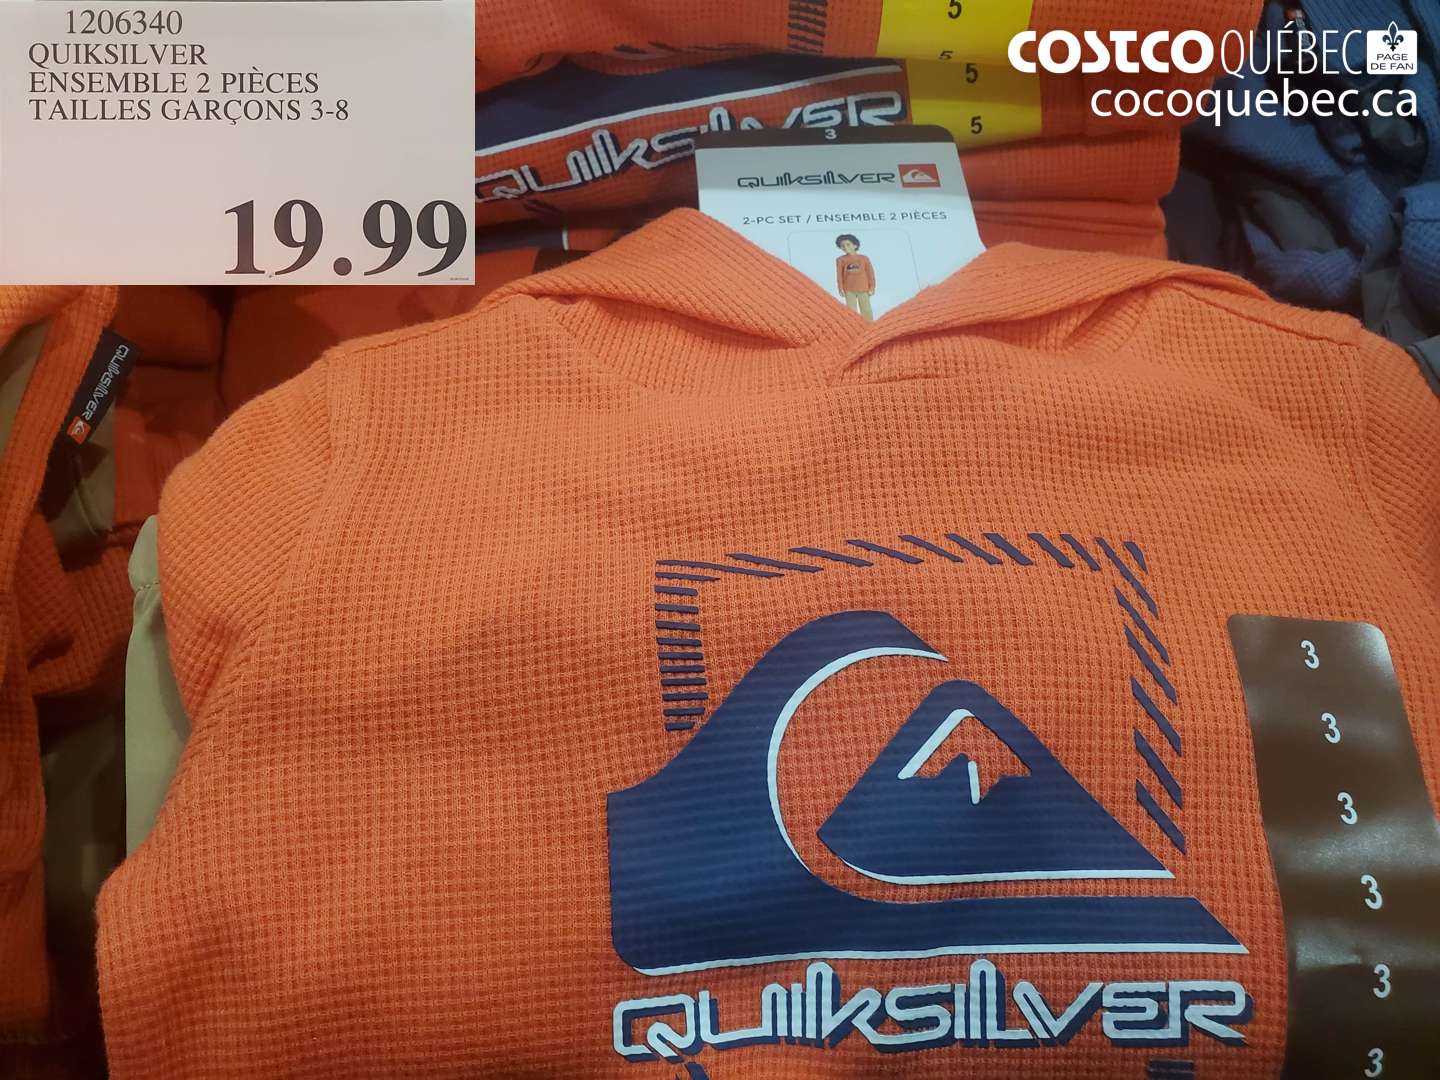 1206340
QUIKSILVER
ENSEMBLE 2 PIÈCES
TAILLES GARÇONS 3-8
19.99
COSTCO QUÉBEC PAGE DE FAN
cocoquebec.ca
5
5
5
5
QUIKSILVER
3
QUIKSILVER
2-PC SET / ENSEMBLE 2 PIÈCES
QUIKSILVER
3
3
3
3
3
3
QUIKSILVER